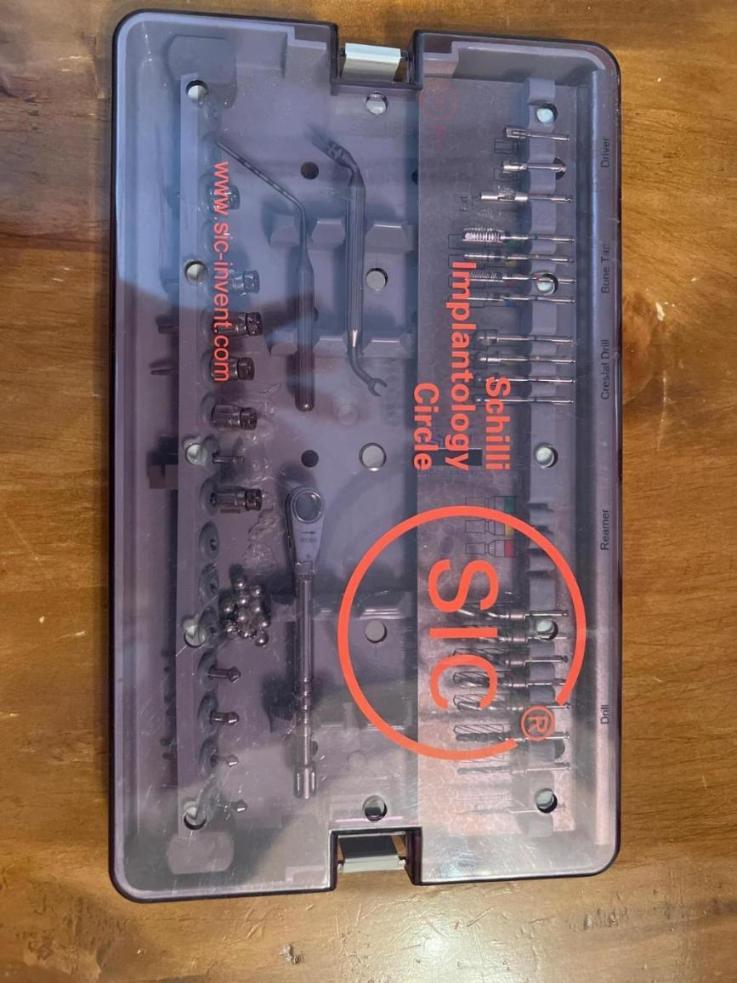 Schilli
Implantology
Circle
SIC
®
www.sic-invent.com
Driver
Bone Tap
Crestal Drill
Reamer
Drill